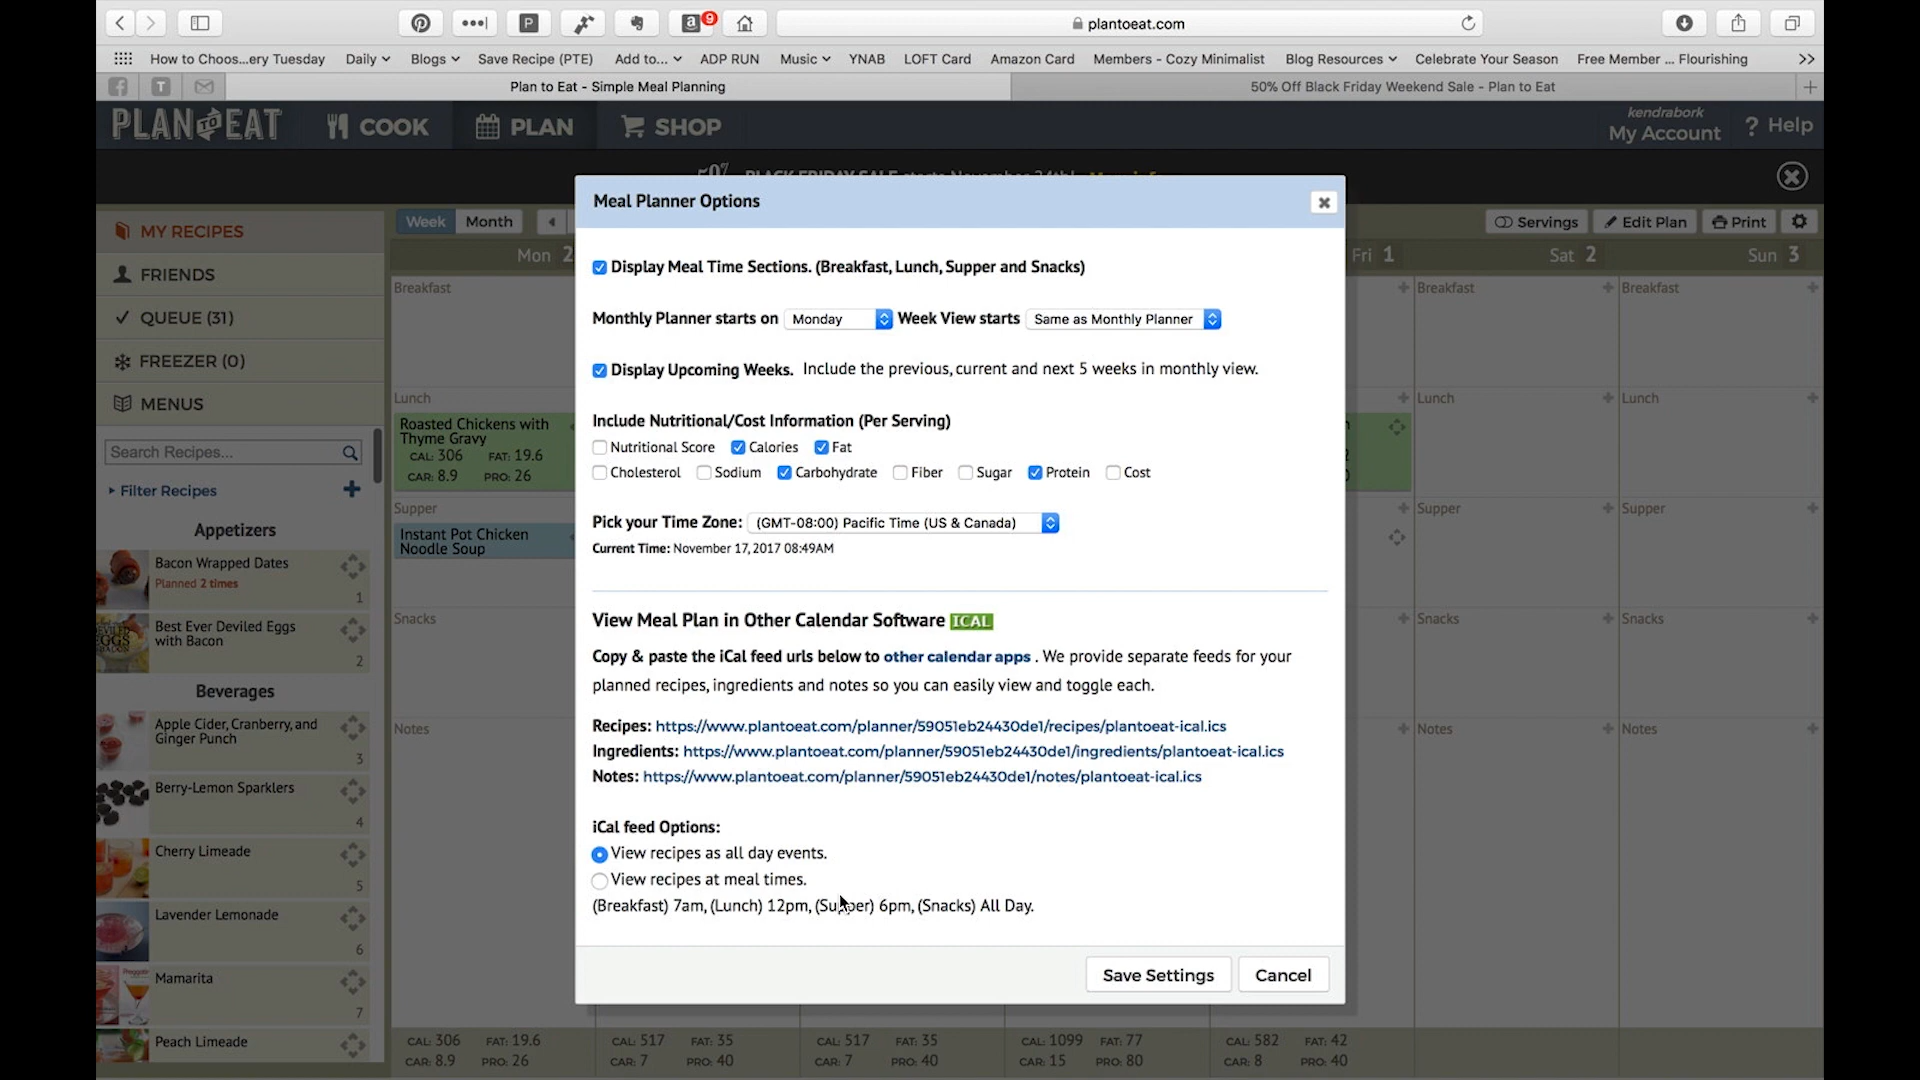 P
a
9
plantoeat.com
How to Choos...ery Tuesday
Daily
Blogs
Save Recipe (PTE)
Add to...
ADP RUN
Music
YNAB
LOFT Card
Amazon Card
Members - Cozy Minimalist
Blog Resources
Celebrate Your Season
Free Member ... Flourishing
T
Plan to Eat - Simple Meal Planning
50% Off Black Friday Weekend Sale - Plan to Eat
PLAN TO EAT
COOK
PLAN
SHOP
kendrabork
My Account
? Help
MY RECIPES
FRIENDS
QUEUE (31)
FREEZER (0)
MENUS
Search Recipes...
Filter Recipes
Appetizers
Bacon Wrapped Dates
Planned 2 times
1
Best Ever Deviled Eggs
with Bacon
2
Beverages
Apple Cider, Cranberry, and
Ginger Punch
3
Berry-Lemon Sparklers
4
Cherry Limeade
5
Lavender Lemonade
6
Mamarita
7
Peach Limeade
Week
Month
Servings
Edit Plan
Print
Mon 2
Fri 1
Sat 2
Sun 3
Breakfast
Breakfast
Breakfast
Lunch
Lunch
Lunch
Roasted Chickens with
Thyme Gravy
CAL: 306 FAT: 19.6
CAR: 8.9 PRO: 26
Supper
Supper
Supper
Instant Pot Chicken
Noodle Soup
Snacks
Snacks
Snacks
Notes
Notes
Notes
Meal Planner Options
Display Meal Time Sections. (Breakfast, Lunch, Supper and Snacks)
Monthly Planner starts on Monday Week View starts Same as Monthly Planner
Display Upcoming Weeks. Include the previous, current and next 5 weeks in monthly view.
Include Nutritional/Cost Information (Per Serving)
Nutritional Score Calories Fat
Cholesterol Sodium Carbohydrate Fiber Sugar Protein Cost
Pick your Time Zone: (GMT-08:00) Pacific Time (US & Canada)
Current Time: November 17, 2017 08:49AM
View Meal Plan in Other Calendar Software ICAL
Copy & paste the iCal feed urls below to other calendar apps . We provide separate feeds for your
planned recipes, ingredients and notes so you can easily view and toggle each.
Recipes: https://www.plantoeat.com/planner/59051eb24430de1/recipes/plantoeat-ical.ics
Ingredients: https://www.plantoeat.com/planner/59051eb24430de1/ingredients/plantoeat-ical.ics
Notes: https://www.plantoeat.com/planner/59051eb24430de1/notes/plantoeat-ical.ics
iCal feed Options:
View recipes as all day events.
View recipes at meal times.
(Breakfast) 7am, (Lunch) 12pm, (Supper) 6pm, (Snacks) All Day.
Save Settings
Cancel
CAL: 306 FAT: 19.6
CAR: 8.9 PRO: 26
CAL: 517 FAT: 35
CAR: 7 PRO: 40
CAL: 517 FAT: 35
CAR: 7 PRO: 40
CAL: 1099 FAT: 77
CAR: 15 PRO: 80
CAL: 582 FAT: 42
CAR: 8 PRO: 40